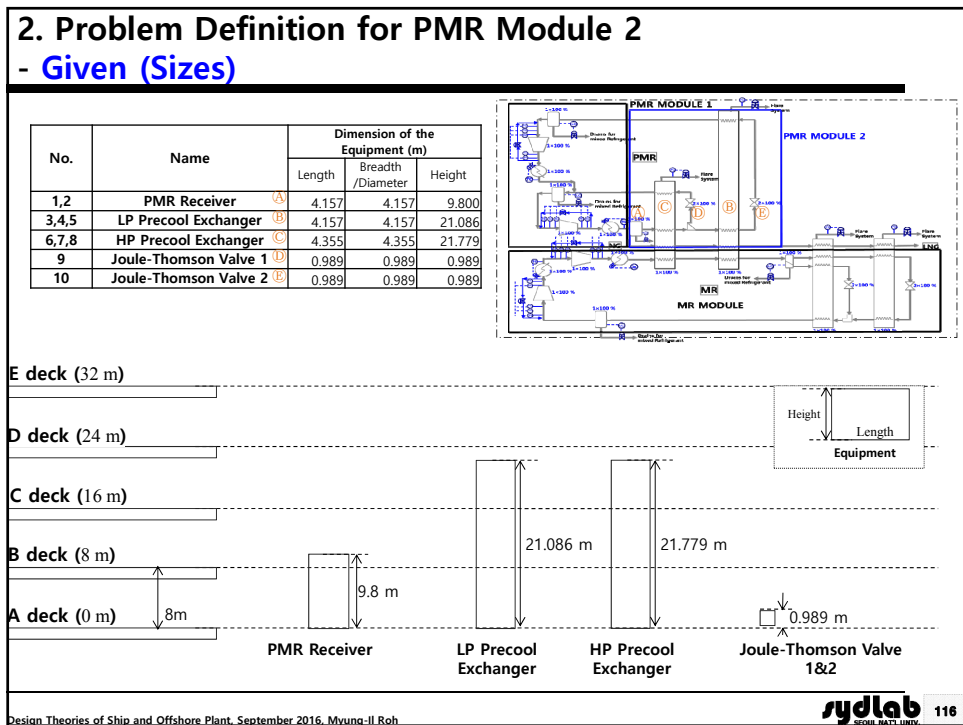 2. Problem Definition for PMR Module 2
- Given (Sizes)
No. Name Dimension of the Equipment (m)
Length Breadth /Diameter Height
1,2 PMR Receiver Ⓐ 4.157 4.157 9.800
3,4,5 LP Precool Exchanger Ⓑ 4.157 4.157 21.086
6,7,8 HP Precool Exchanger Ⓒ 4.355 4.355 21.779
9 Joule-Thomson Valve 1 Ⓓ 0.989 0.989 0.989
10 Joule-Thomson Valve 2 Ⓔ 0.989 0.989 0.989
PMR MODULE 1
PMR MODULE 2
PMR
Ⓐ Ⓒ Ⓓ Ⓑ Ⓔ
LNG
MR
MR MODULE
E deck (32 m)
D deck (24 m)
C deck (16 m)
B deck (8 m)
A deck (0 m)
8m
9.8 m
21.086 m
21.779 m
0.989 m
Height
Length
Equipment
PMR Receiver
LP Precool
Exchanger
HP Precool
Exchanger
Joule-Thomson Valve
1&2
Design Theories of Ship and Offshore Plant, September 2016, Myung-Il Roh
sydlab
SEOUL NAT'L UNIV.
116